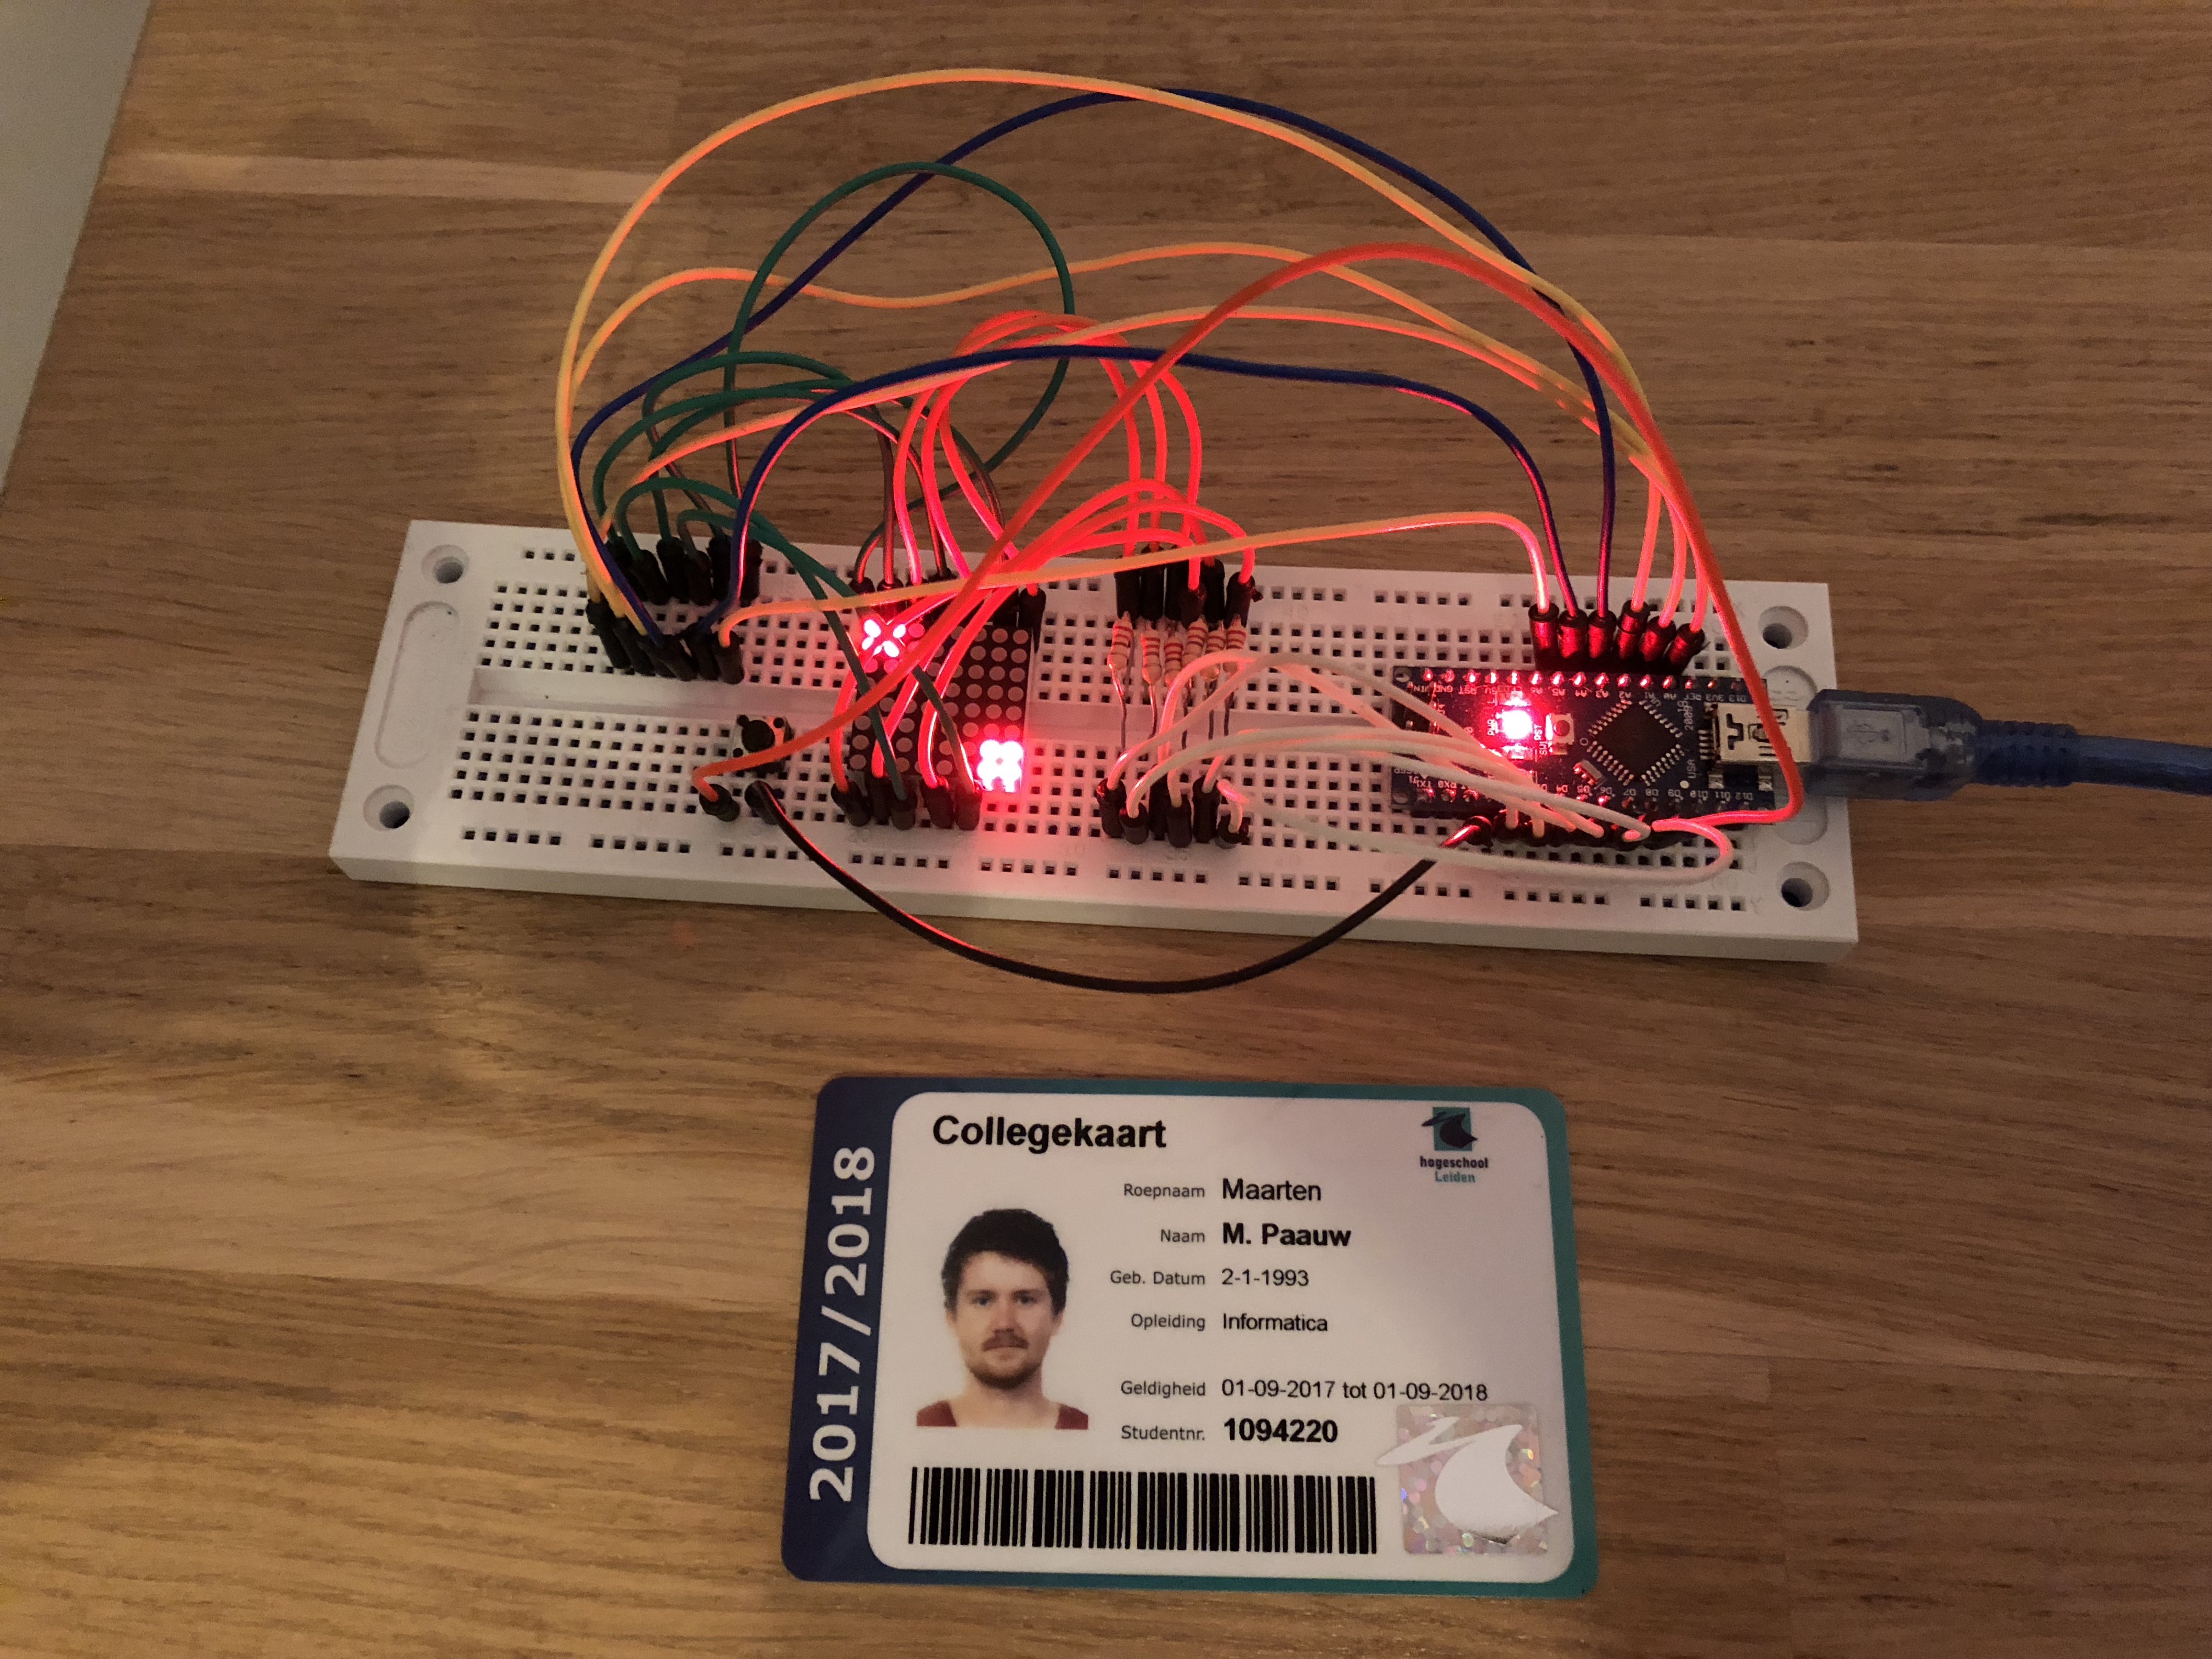 2017/2018
Collegekaart
hogeschool
Leiden
Roepnaam Maarten
Naam M. Paauw
Geb. Datum 2-1-1993
Opleiding Informatica
Geldigheid 01-09-2017 tot 01-09-2018
Studentnr. 1094220